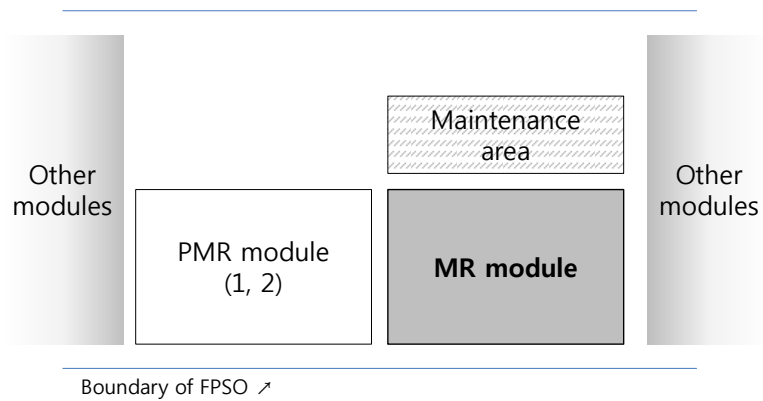 Maintenance
area
Other
modules
PMR module
(1, 2)
MR module
Other
modules
Boundary of FPSO ↗